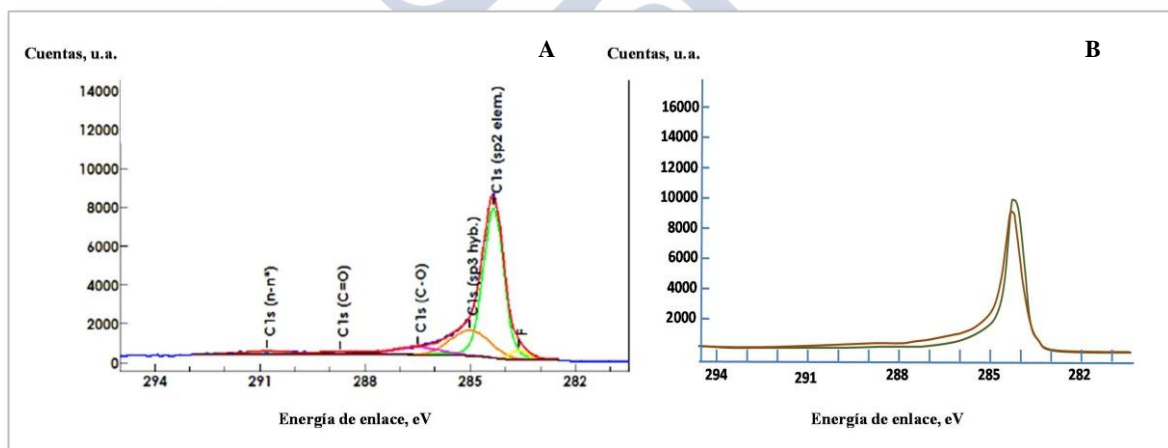 Cuentas, u.a.
A
14000
12000
10000
8000
6000
4000
2000
0
C1s (n-n*)
C1s (C=O)
C1s (C-O)
C1s (sp3 hyb.)
C1s (sp2 elem.)
F
294 291 288 285 282
Energía de enlace, eV
Cuentas, u.a.
B
16000
14000
12000
10000
8000
6000
4000
2000
294 291 288 285 282
Energía de enlace, eV